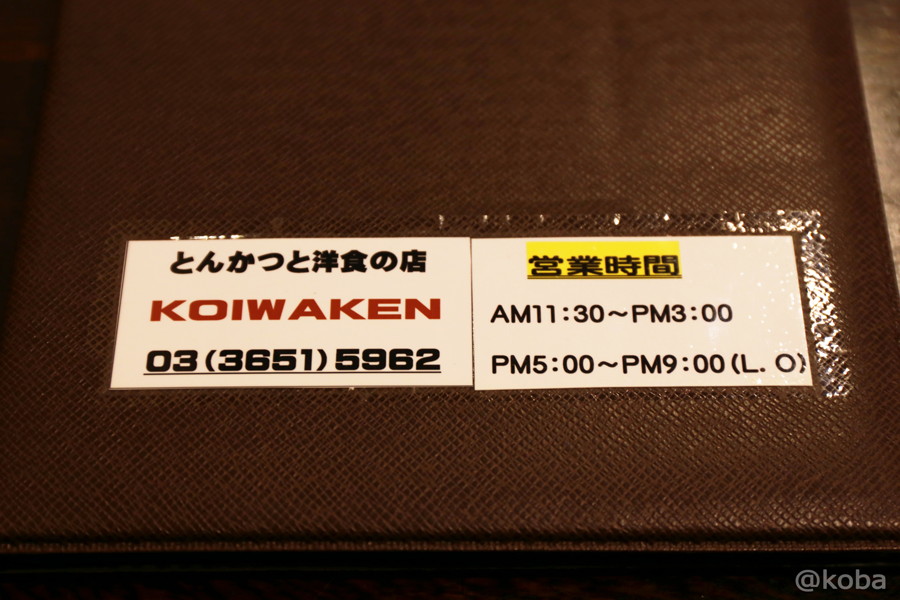 とんかつと洋食の店
KOIWAKEN
03(3651)5962
営業時間
AM11:30～PM3:00
PM5:00～PM9:00(L.O)
@koba